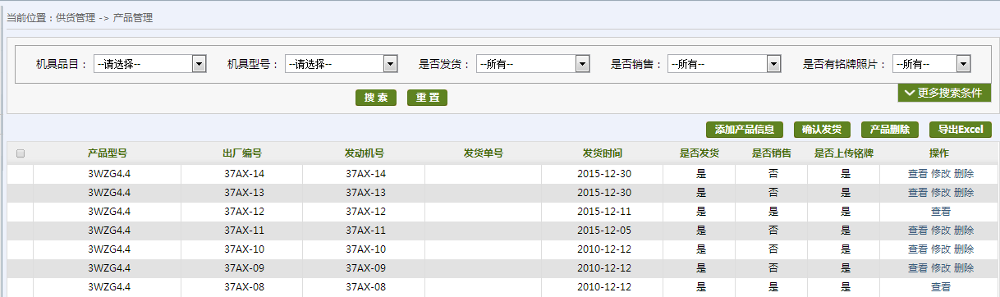 当前位置：供货管理 -> 产品管理
机具品目： --请选择-- 机具型号： --请选择-- 是否发货： --所有-- 是否销售： --所有-- 是否有铭牌照片： --所有--
搜 索 重 置 更多搜索条件
添加产品信息 确认发货 产品删除 导出Excel
产品型号 出厂编号 发动机号 发货单号 发货时间 是否发货 是否销售 是否上传铭牌 操作
3WZG4.4 37AX-14 37AX-14 2015-12-30 是 否 是 查看 修改 删除
3WZG4.4 37AX-13 37AX-13 2015-12-30 是 否 是 查看 修改 删除
3WZG4.4 37AX-12 37AX-12 2015-12-11 是 是 是 查看
3WZG4.4 37AX-11 37AX-11 2015-12-05 是 否 是 查看 修改 删除
3WZG4.4 37AX-10 37AX-10 2010-12-12 是 否 是 查看 修改 删除
3WZG4.4 37AX-09 37AX-09 2010-12-12 是 否 是 查看 修改 删除
3WZG4.4 37AX-08 37AX-08 2010-12-12 是 是 是 查看